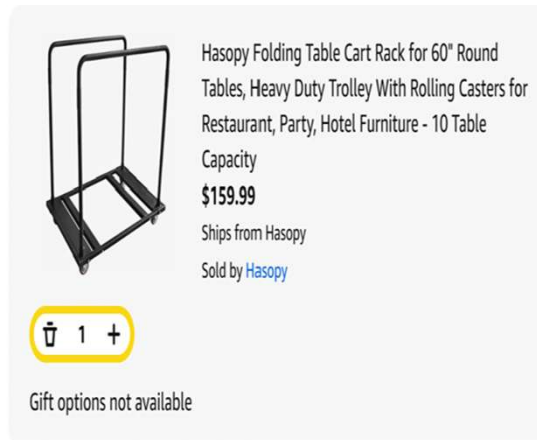 Hasopy Folding Table Cart Rack for 60" Round
Tables, Heavy Duty Trolley With Rolling Casters for
Restaurant, Party, Hotel Furniture - 10 Table
Capacity
$159.99
Ships from Hasopy
Sold by Hasopy
1 +
Gift options not available